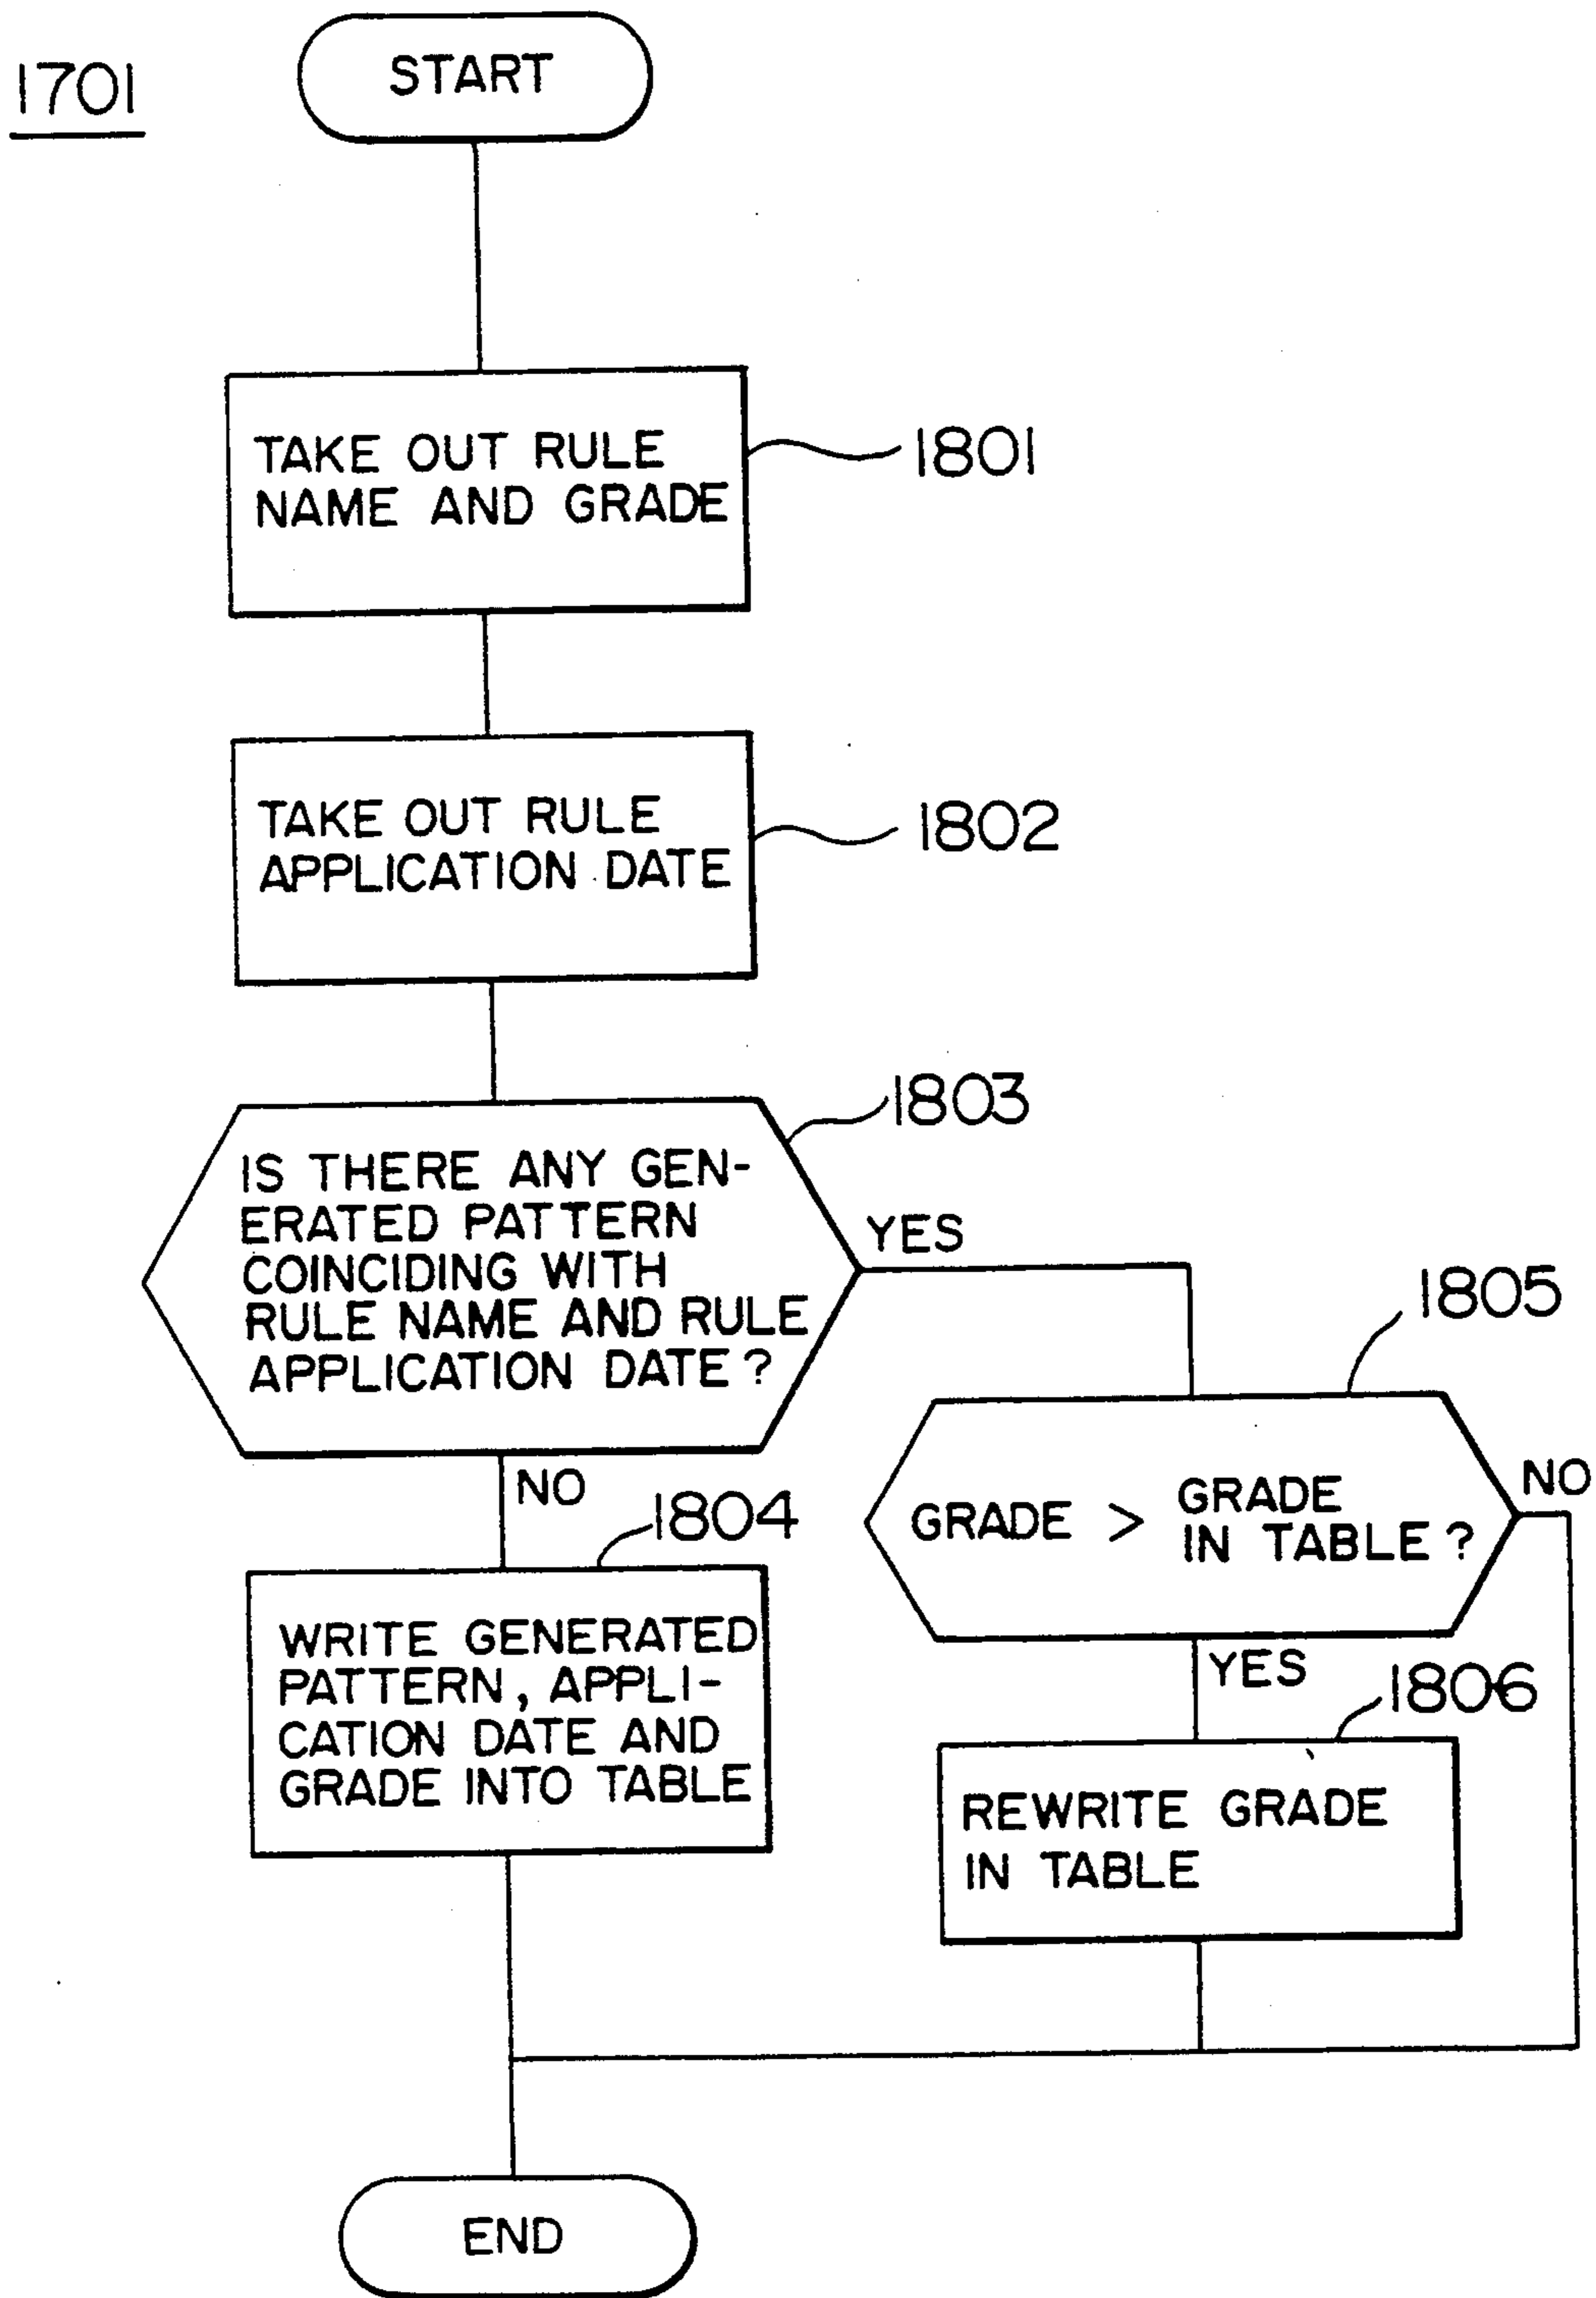 1701
START
TAKE OUT RULE
NAME AND GRADE
1801
TAKE OUT RULE
APPLICATION DATE
1802
1803
IS THERE ANY GEN-
ERATED PATTERN
COINCIDING WITH
RULE NAME AND RULE
APPLICATION DATE?
YES
NO
1805
GRADE > GRADE
IN TABLE?
NO
YES
1804
WRITE GENERATED
PATTERN, APPLI-
CATION DATE AND
GRADE INTO TABLE
1806
REWRITE GRADE
IN TABLE
END